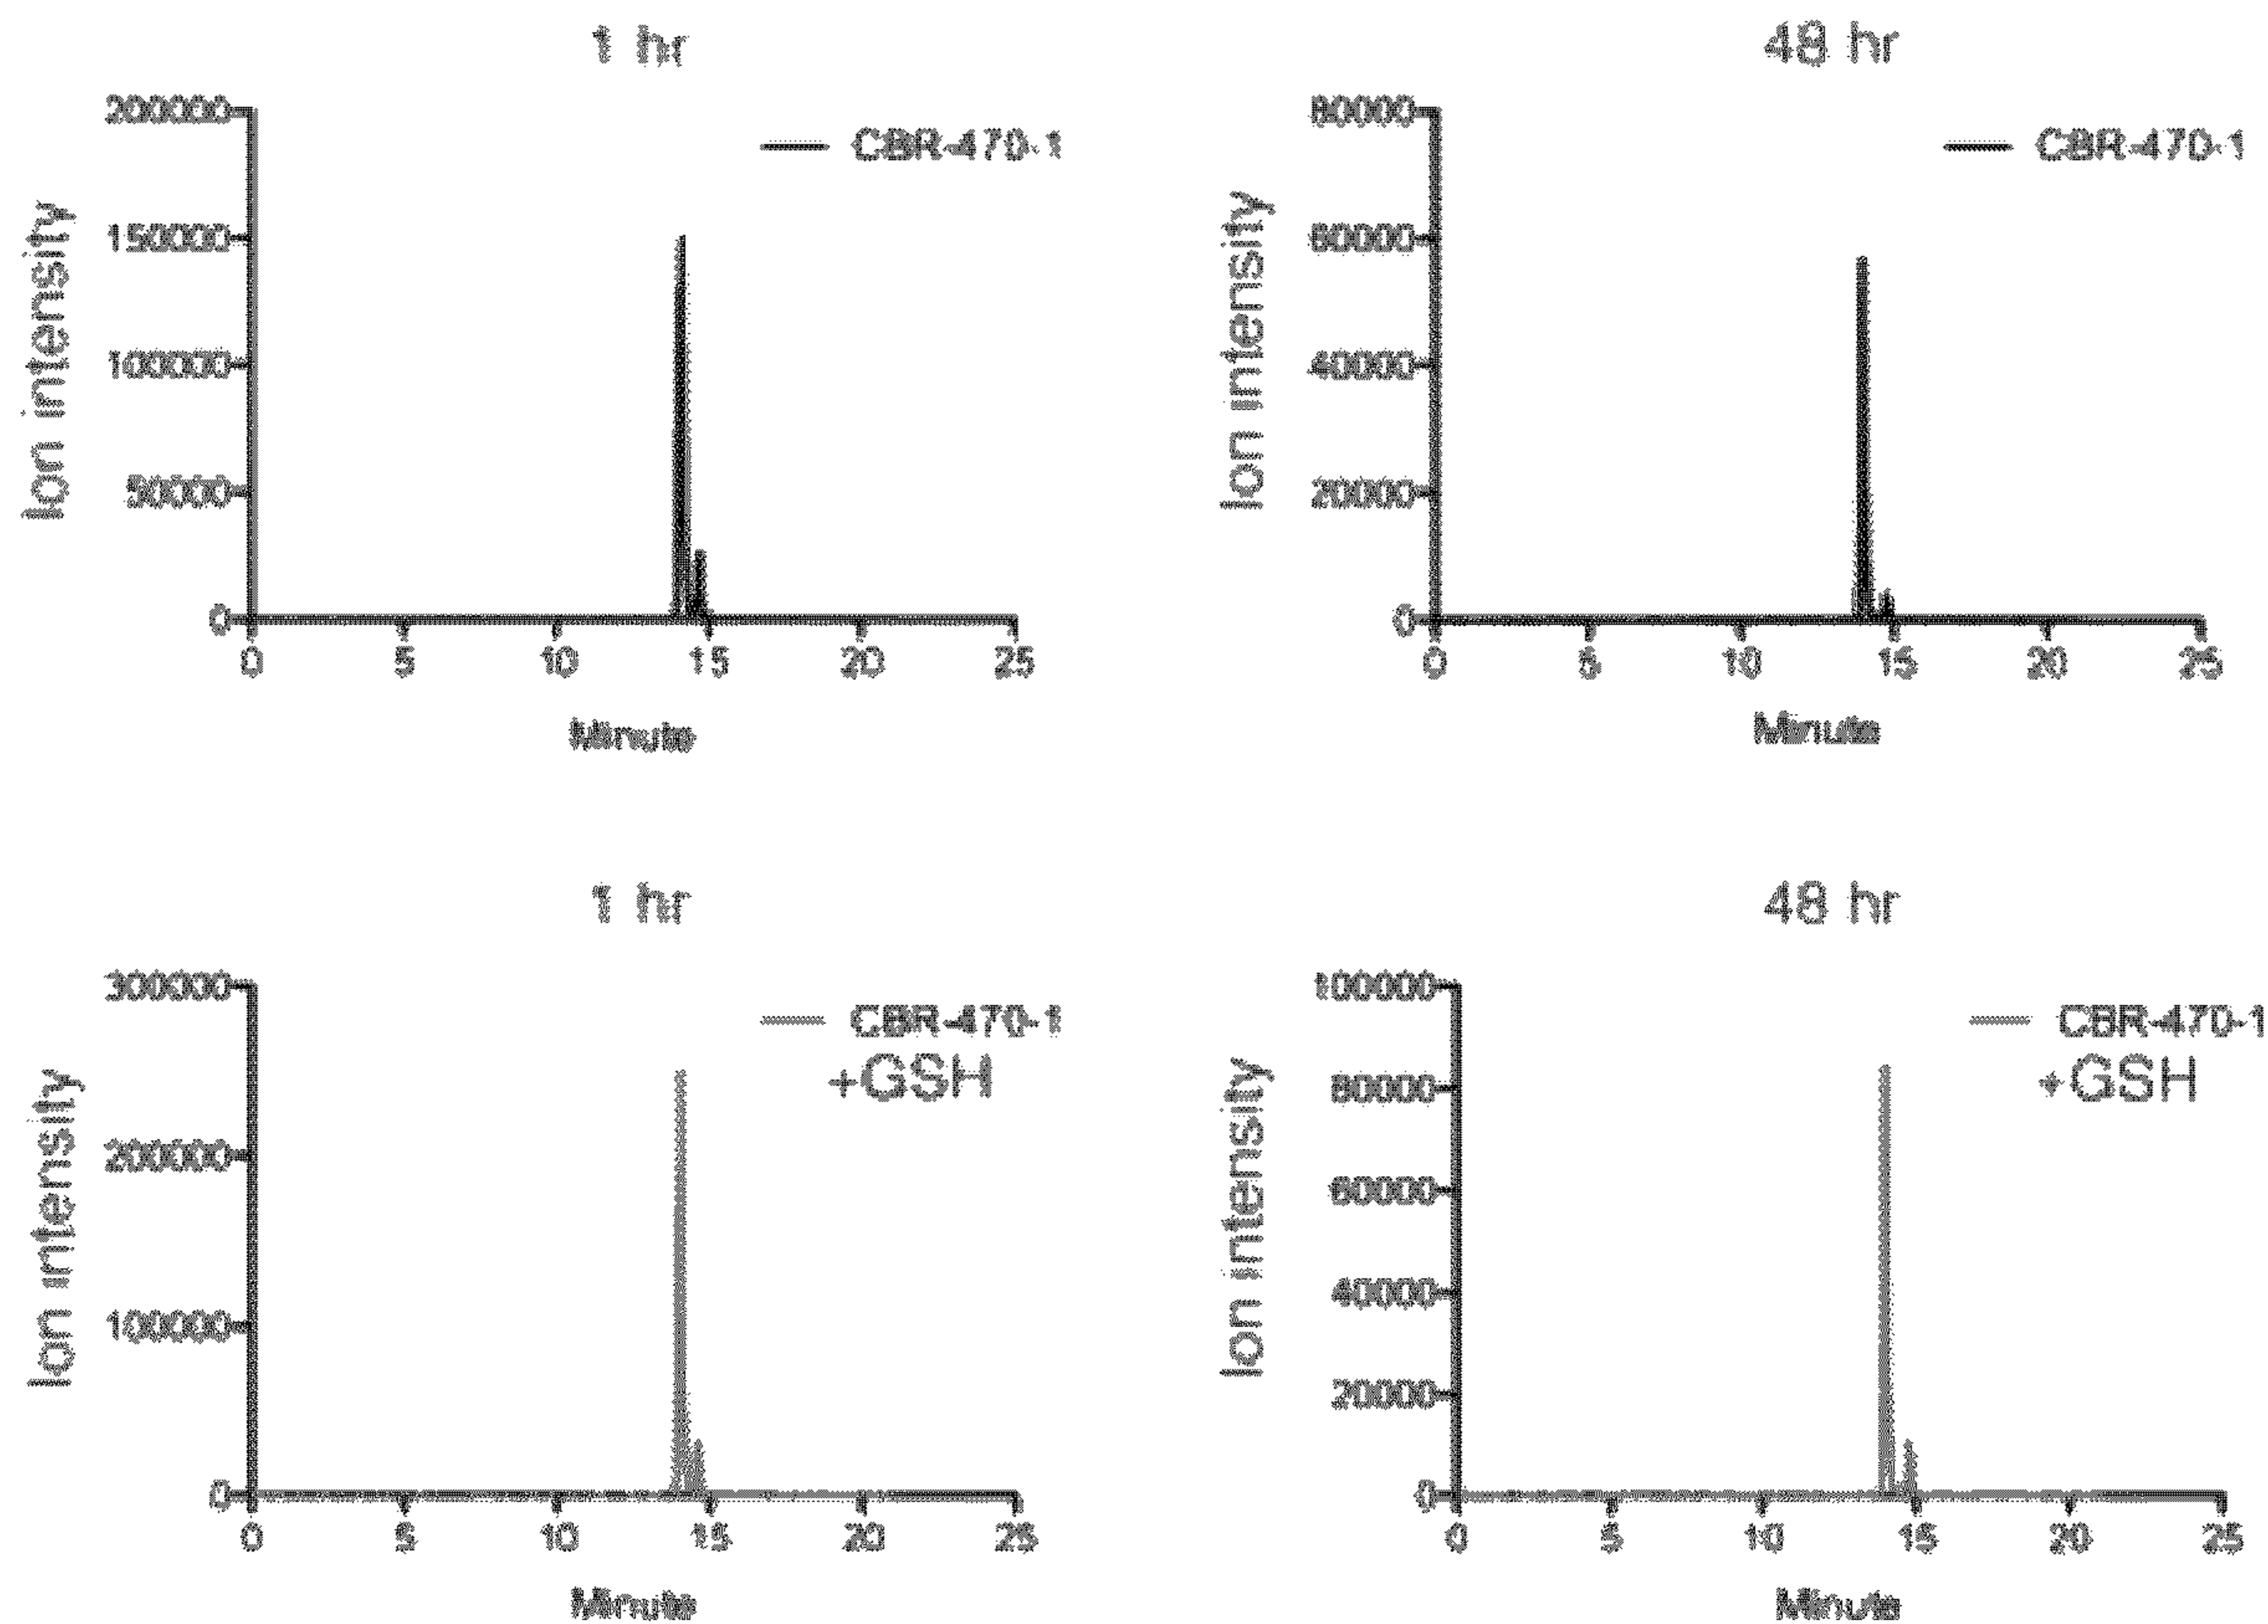 1 hr
200000
150000
100000
50000
0
Ion intensity
CBR-470-1
0 5 10 15 20 25
Minute
48 hr
80000
60000
40000
20000
0
Ion intensity
CBR-470-1
0 5 10 15 20 25
Minute
1 hr
300000
200000
100000
0
Ion intensity
CBR-470-1
+GSH
0 5 10 15 20 25
Minute
48 hr
100000
80000
60000
40000
20000
0
Ion intensity
CBR-470-1
+GSH
0 5 10 15 20 25
Minute